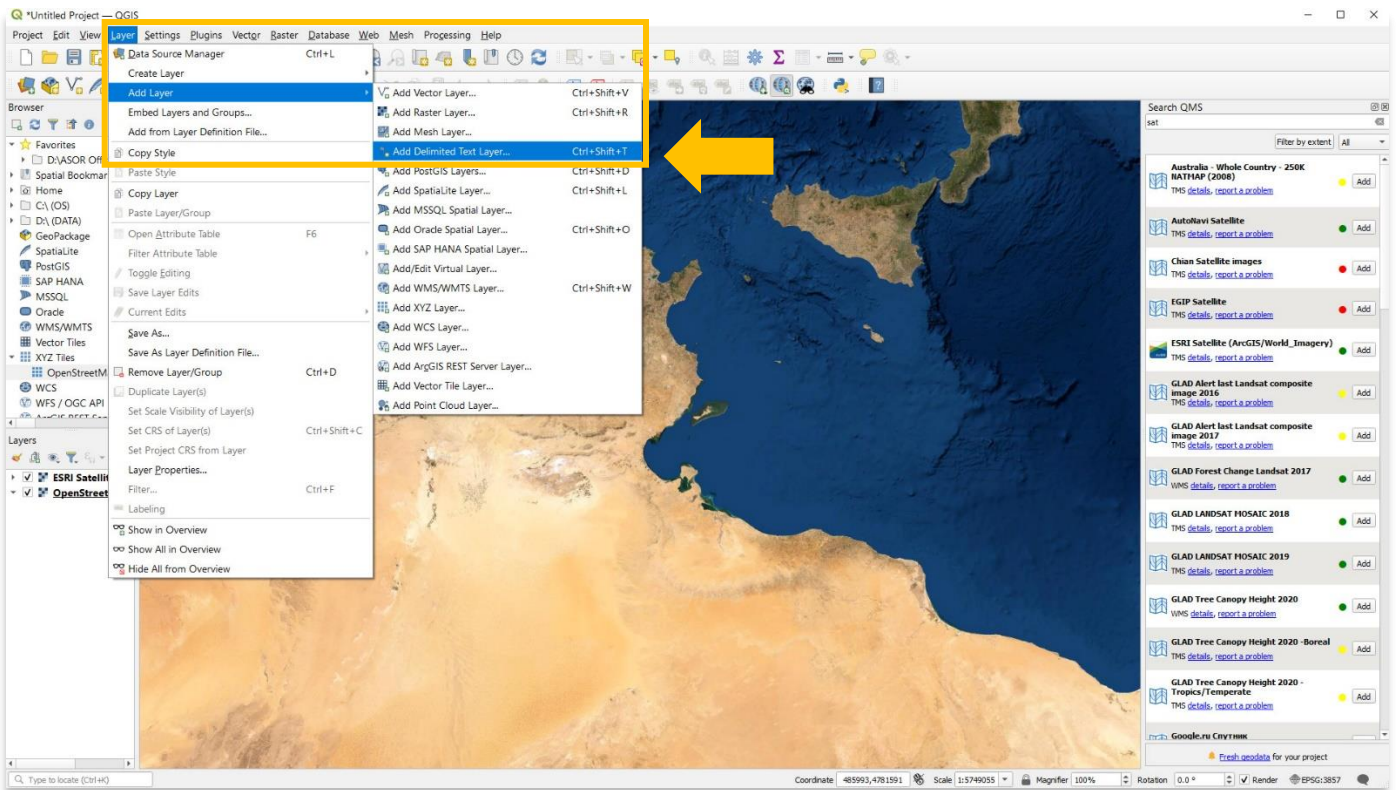 *Untitled Project — QGIS
Project Edit View Layer Settings Plugins Vector Raster Database Web Mesh Processing Help
Data Source Manager Ctrl+L
Create Layer
Add Layer
Embed Layers and Groups...
Add from Layer Definition File...
Copy Style
Paste Style
Copy Layer
Paste Layer/Group
Open Attribute Table F6
Filter Attribute Table
Toggle Editing
Save Layer Edits
Current Edits
Save As...
Save As Layer Definition File...
Remove Layer/Group Ctrl+D
Duplicate Layer(s)
Set Scale Visibility of Layer(s)
Set CRS of Layer(s) Ctrl+Shift+C
Set Project CRS from Layer
Layer Properties...
Filter... Ctrl+F
Labeling
Show in Overview
Show All in Overview
Hide All from Overview
Add Vector Layer... Ctrl+Shift+V
Add Raster Layer... Ctrl+Shift+R
Add Mesh Layer...
Add Delimited Text Layer... Ctrl+Shift+T
Add PostGIS Layers... Ctrl+Shift+D
Add SpatiaLite Layer... Ctrl+Shift+L
Add MSSQL Spatial Layer...
Add Oracle Spatial Layer... Ctrl+Shift+O
Add SAP HANA Spatial Layer...
Add/Edit Virtual Layer...
Add WMS/WMTS Layer... Ctrl+Shift+W
Add XYZ Layer...
Add WCS Layer...
Add WFS Layer...
Add ArcGIS REST Server Layer...
Add Vector Tile Layer...
Add Point Cloud Layer...
Browser
Favorites
D:\ASOR Off
Spatial Bookmar
Home
C:\ (OS)
D:\ (DATA)
GeoPackage
SpatiaLite
PostGIS
SAP HANA
MSSQL
Oracle
WMS/WMTS
Vector Tiles
XYZ Tiles
OpenStreetM
WCS
WFS / OGC API
Layers
ESRI Satellit
OpenStreet
Search QMS
sat
Filter by extent All
Australia - Whole Country - 250K
NATMAP (2008)
TMS details, report a problem Add
AutoNavi Satellite
TMS details, report a problem Add
Chian Satellite images
TMS details, report a problem Add
EGIP Satellite
TMS details, report a problem Add
ESRI Satellite (ArcGIS/World_Imagery)
TMS details, report a problem Add
GLAD Alert last Landsat composite
image 2016
TMS details, report a problem Add
GLAD Alert last Landsat composite
image 2017
TMS details, report a problem Add
GLAD Forest Change Landsat 2017
WMS details, report a problem Add
GLAD LANDSAT MOSAIC 2018
TMS details, report a problem Add
GLAD LANDSAT MOSAIC 2019
TMS details, report a problem Add
GLAD Tree Canopy Height 2020
WMS details, report a problem Add
GLAD Tree Canopy Height 2020 -Boreal
TMS details, report a problem Add
GLAD Tree Canopy Height 2020 -
Tropics/Temperate
TMS details, report a problem Add
Google.ru Спутник
Fresh geodata for your project
Type to locate (Ctrl+K) Coordinate 485993,4781591 Scale 1:5749055 Magnifier 100% Rotation 0.0 ° Render EPSG:3857